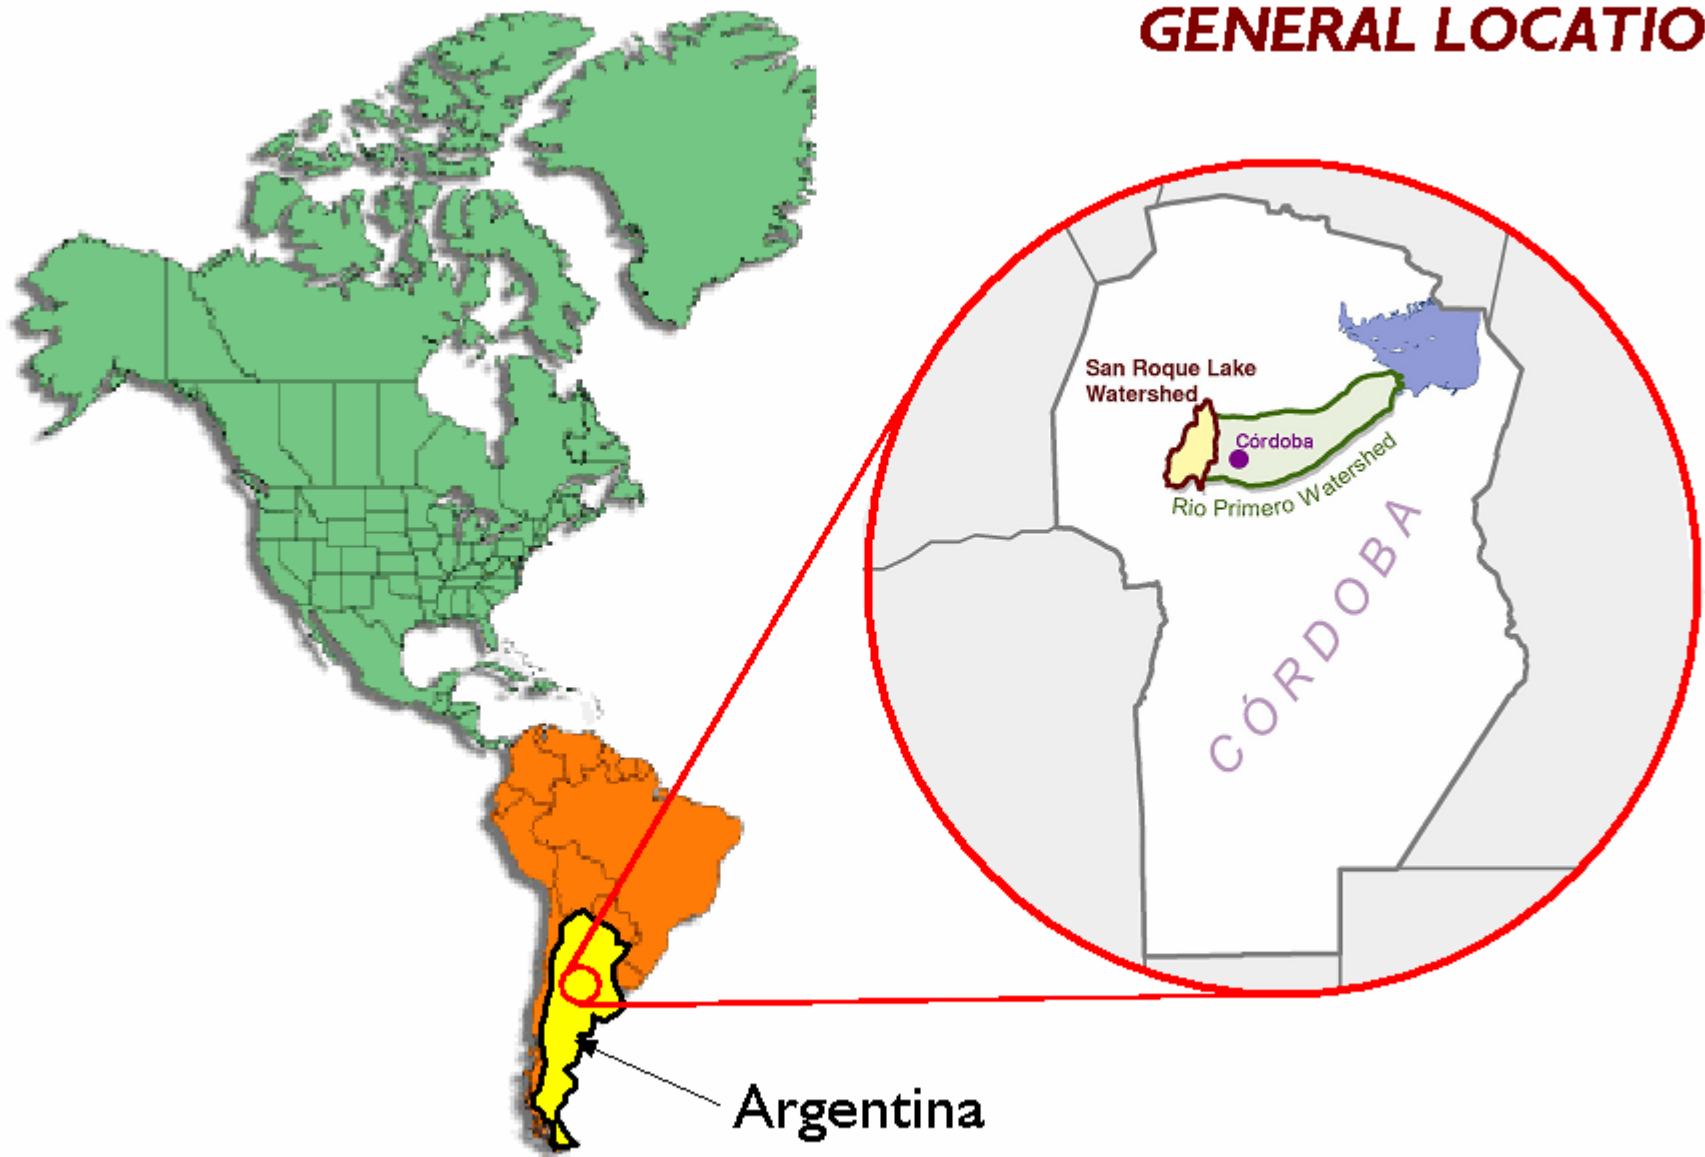 GENERAL LOCATIO
San Roque Lake
Watershed
Córdoba
Rio Primero Watershed
CÓRDOBA
Argentina